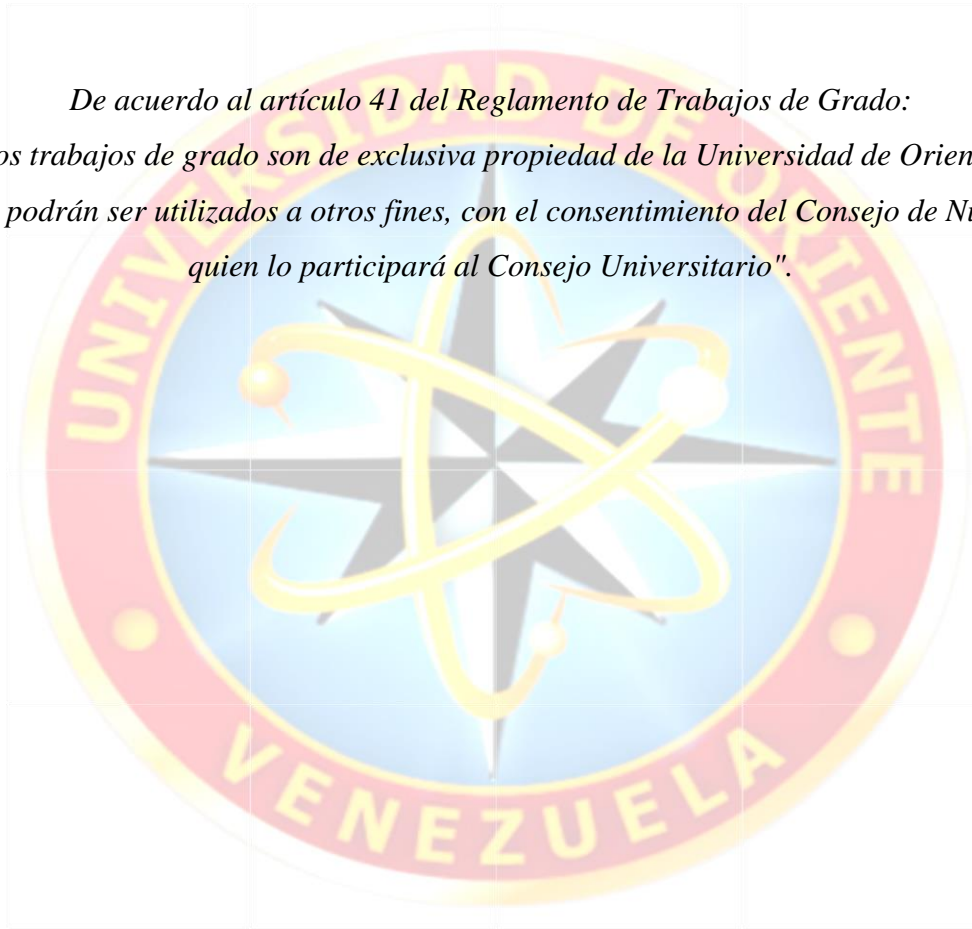 De acuerdo al artículo 41 del Reglamento de Trabajos de Grado:
os trabajos de grado son de exclusiva propiedad de la Universidad de Orien
podrán ser utilizados a otros fines, con el consentimiento del Consejo de N
quien lo participará al Consejo Universitario".
UNIVERSIDAD DE ORIENTE
VENEZUELA